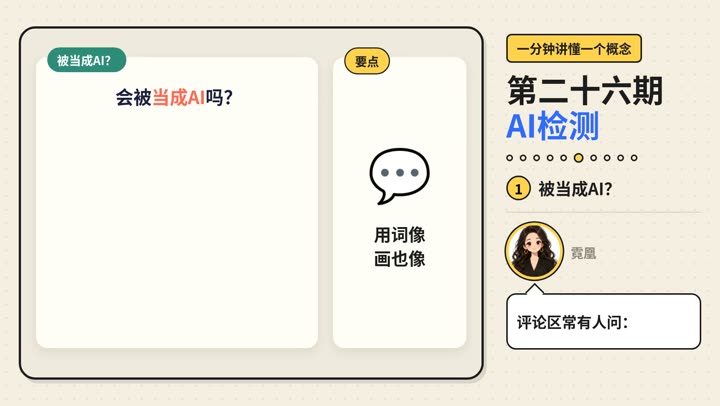 被当成AI？
会被当成AI吗？
要点
用词像
画也像
一分钟讲懂一个概念
第二十六期
AI检测
1 被当成AI？
霓凰
评论区常有人问：